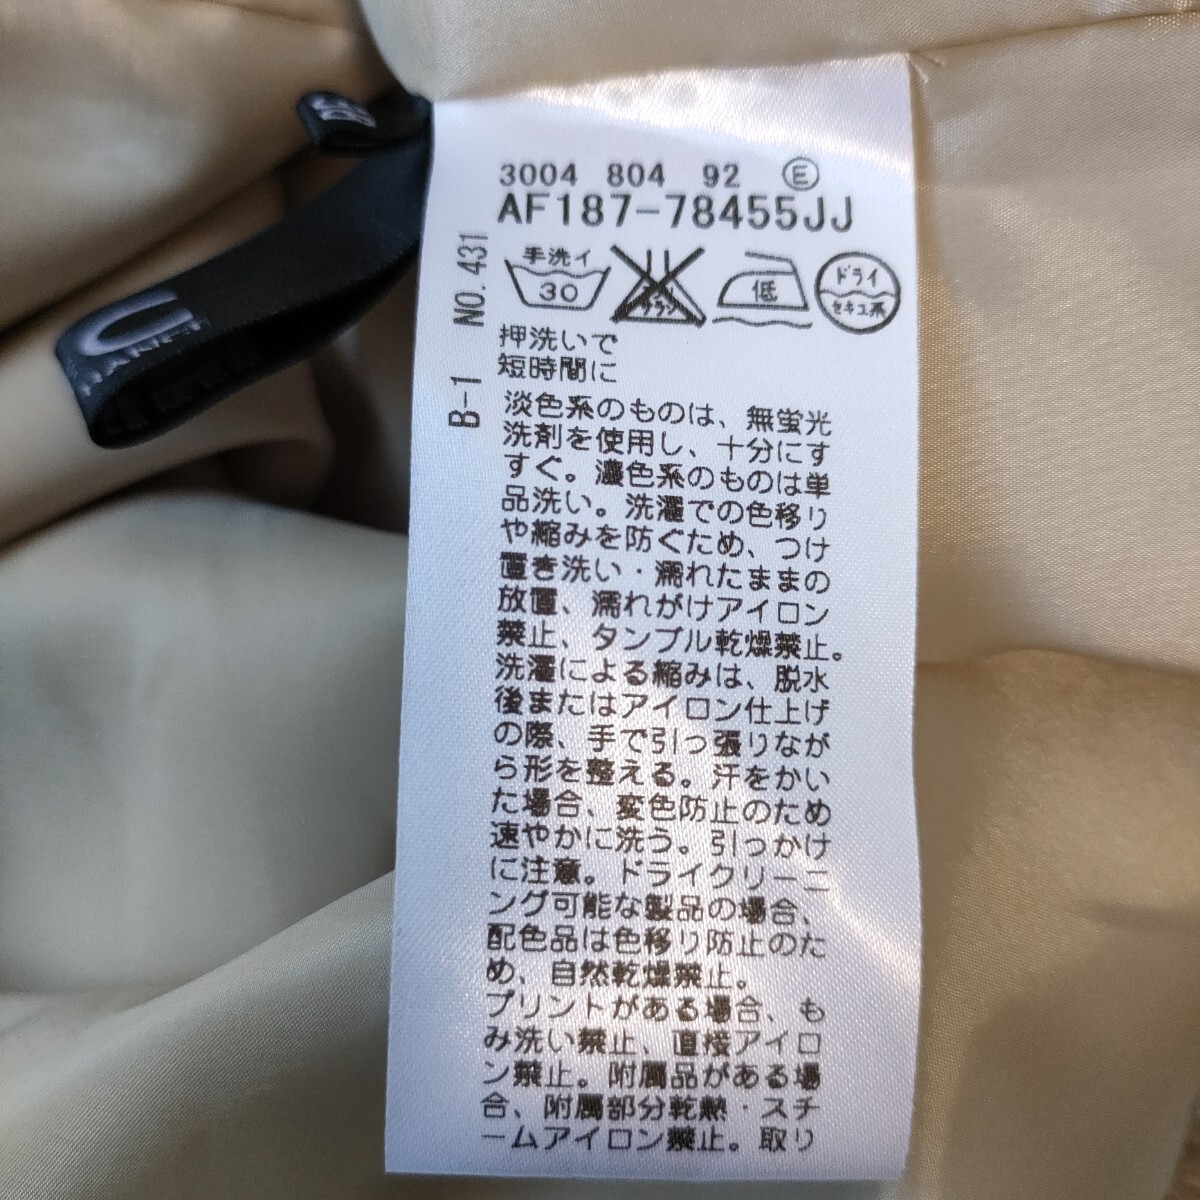 3004 804 92 Ⓔ
AF187-78455JJ
手洗イ
30
サラシ
低
ドライ
セキユ系
NO.431
B-1
押洗いで
短時間に
淡色系のものは、無蛍光
洗剤を使用し、十分にす
すぐ。濃色系のものは単
品洗い。洗濯での色移り
や縮みを防ぐため、つけ
置き洗い・濡れたままの
放置、濡れがけアイロン
禁止、タンブル乾燥禁止。
洗濯による縮みは、脱水
後またはアイロン仕上げ
の際、手で引っ張りなが
ら形を整える。汗をかい
た場合、変色防止のため
速やかに洗う。引っかけ
に注意。ドライクリーニ
ング可能な製品の場合、
配色品は色移り防止のた
め、自然乾燥禁止。
プリントがある場合、も
み洗い禁止、直接アイロ
ン禁止。附属品がある場
合、附属部分乾熱・スチ
ームアイロン禁止。取り